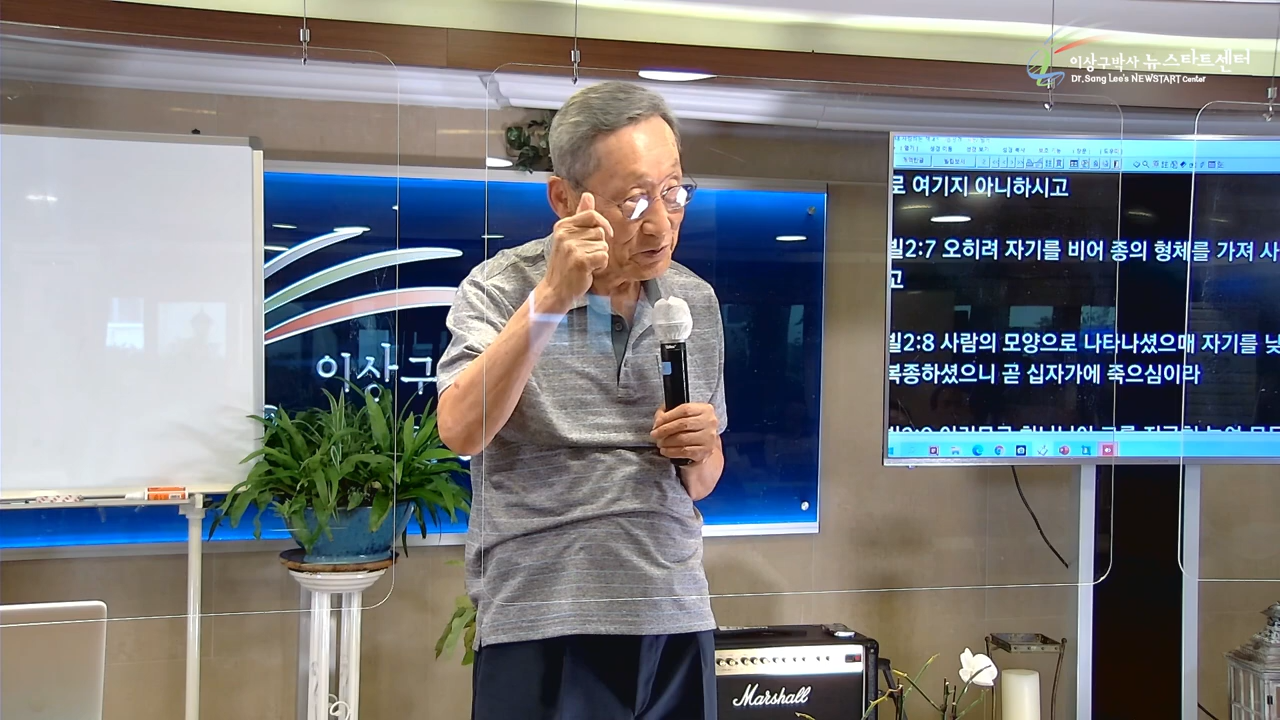 이상구박사 뉴스타트센터
Dr. Sang Lee's NEWSTART Center
로 여기지 아니하시고
빌2:7 오히려 자기를 비어 종의 형체를 가져 사
고
빌2:8 사람의 모양으로 나타나셨으매 자기를 낮
복종하셨으니 곧 십자가에 죽으심이라
이상구
Marshall